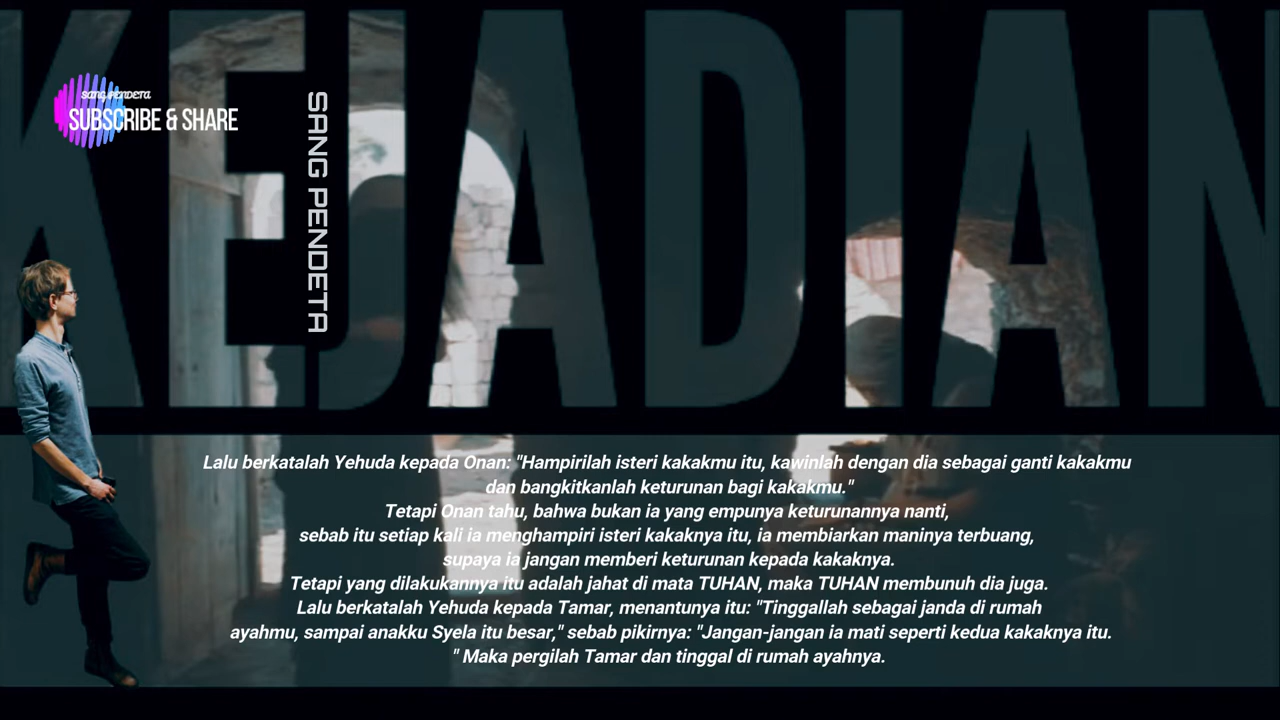 KEJADIAN
sang pendeta
SUBSCRIBE & SHARE
SANG PENDETA
Lalu berkatalah Yehuda kepada Onan: "Hampirilah isteri kakakmu itu, kawinlah dengan dia sebagai ganti kakakmu
dan bangkitkanlah keturunan bagi kakakmu."
Tetapi Onan tahu, bahwa bukan ia yang empunya keturunannya nanti,
sebab itu setiap kali ia menghampiri isteri kakaknya itu, ia membiarkan maninya terbuang,
supaya ia jangan memberi keturunan kepada kakaknya.
Tetapi yang dilakukannya itu adalah jahat di mata TUHAN, maka TUHAN membunuh dia juga.
Lalu berkatalah Yehuda kepada Tamar, menantunya itu: "Tinggallah sebagai janda di rumah
ayahmu, sampai anakku Syela itu besar," sebab pikirnya: "Jangan-jangan ia mati seperti kedua kakaknya itu.
" Maka pergilah Tamar dan tinggal di rumah ayahnya.